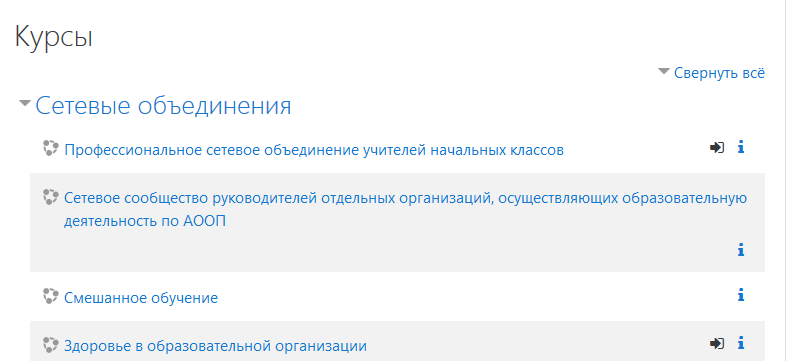 Курсы
Свернуть всё
Сетевые объединения
Профессиональное сетевое объединение учителей начальных классов
Сетевое сообщество руководителей отдельных организаций, осуществляющих образовательную
деятельность по АООП
Смешанное обучение
Здоровье в образовательной организации